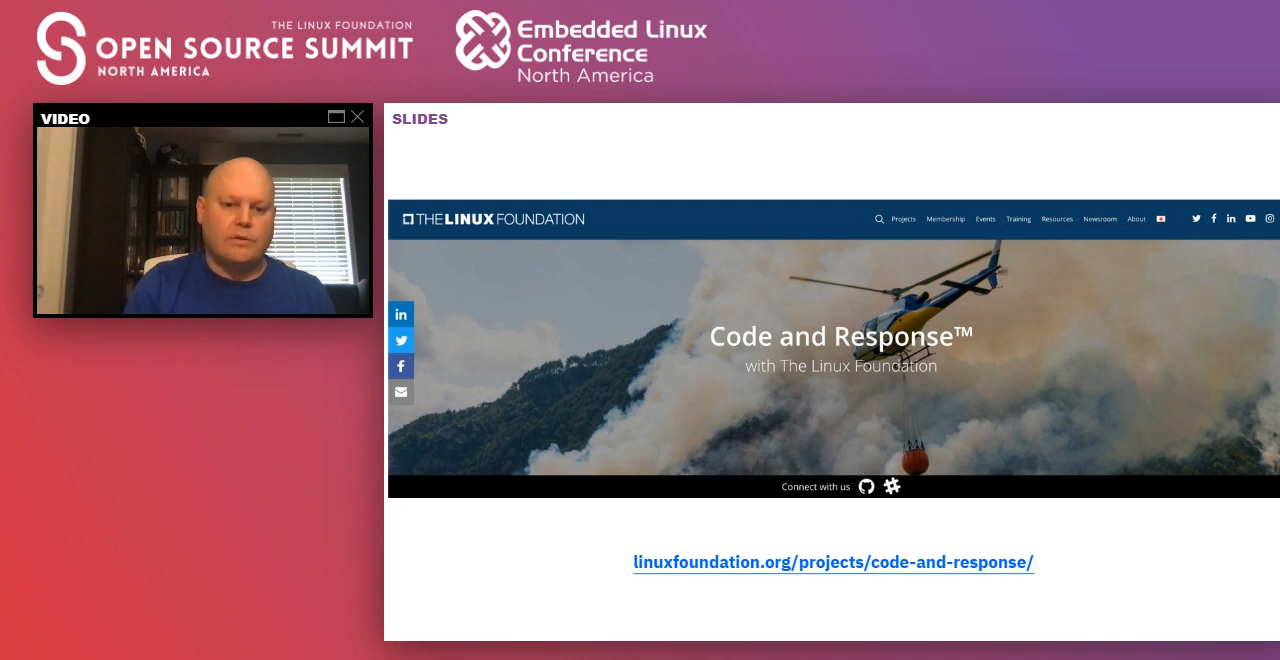 THE LINUX FOUNDATION
OPEN SOURCE SUMMIT
NORTH AMERICA
Embedded Linux
Conference
North America
VIDEO
SLIDES
THE LINUX FOUNDATION
Projects Membership Events Training Resources Newsroom About
in
f
Code and Response™
with The Linux Foundation
Connect with us
linuxfoundation.org/projects/code-and-response/